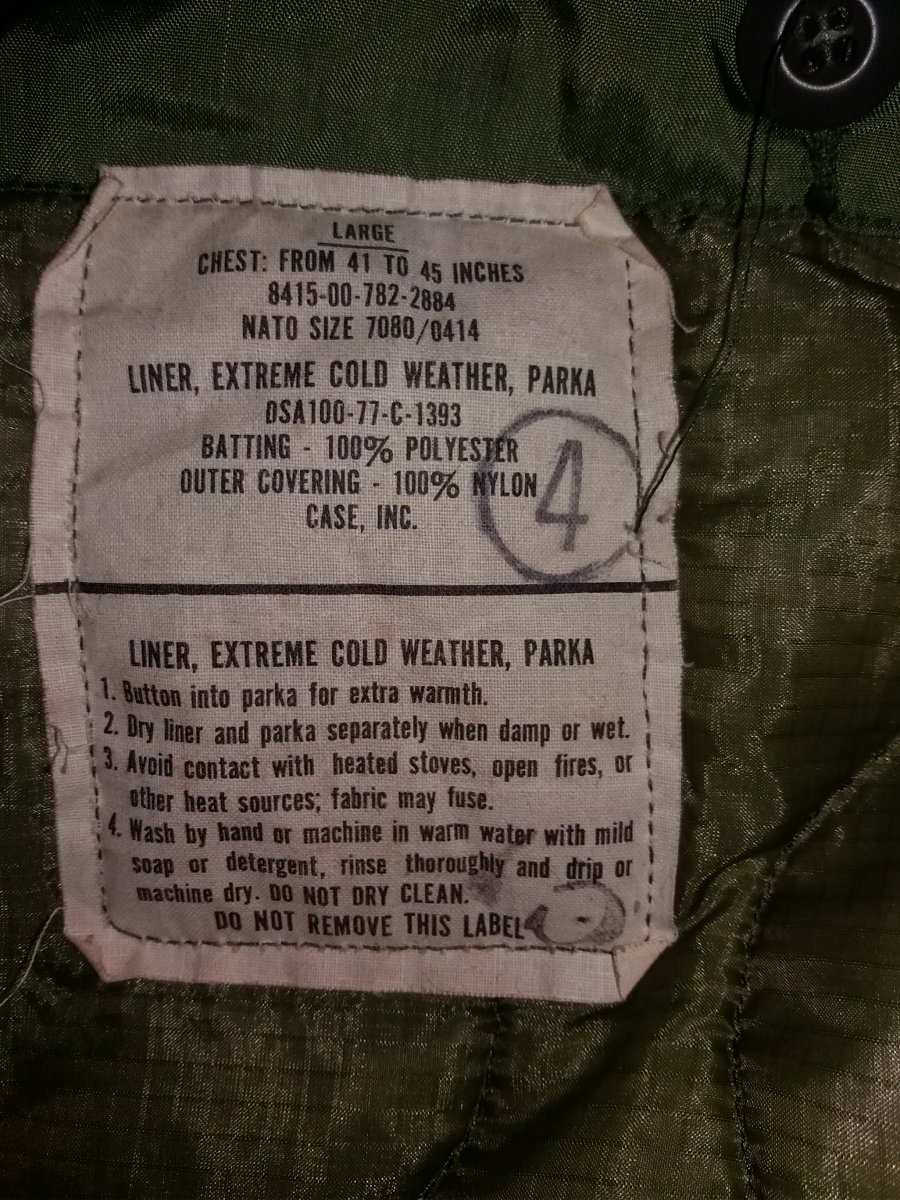 LARGE
CHEST: FROM 41 TO 45 INCHES
8415-00-782-2884
NATO SIZE 7080/0414
LINER, EXTREME COLD WEATHER, PARKA
DSA100-77-C-1393
BATTING - 100% POLYESTER
OUTER COVERING - 100% NYLON
CASE, INC.
4
LINER, EXTREME COLD WEATHER, PARKA
1. Button into parka for extra warmth.
2. Dry liner and parka separately when damp or wet.
3. Avoid contact with heated stoves, open fires, or
other heat sources; fabric may fuse.
4. Wash by hand or machine in warm water with mild
soap or detergent, rinse thoroughly and drip or
machine dry. DO NOT DRY CLEAN.
DO NOT REMOVE THIS LABEL